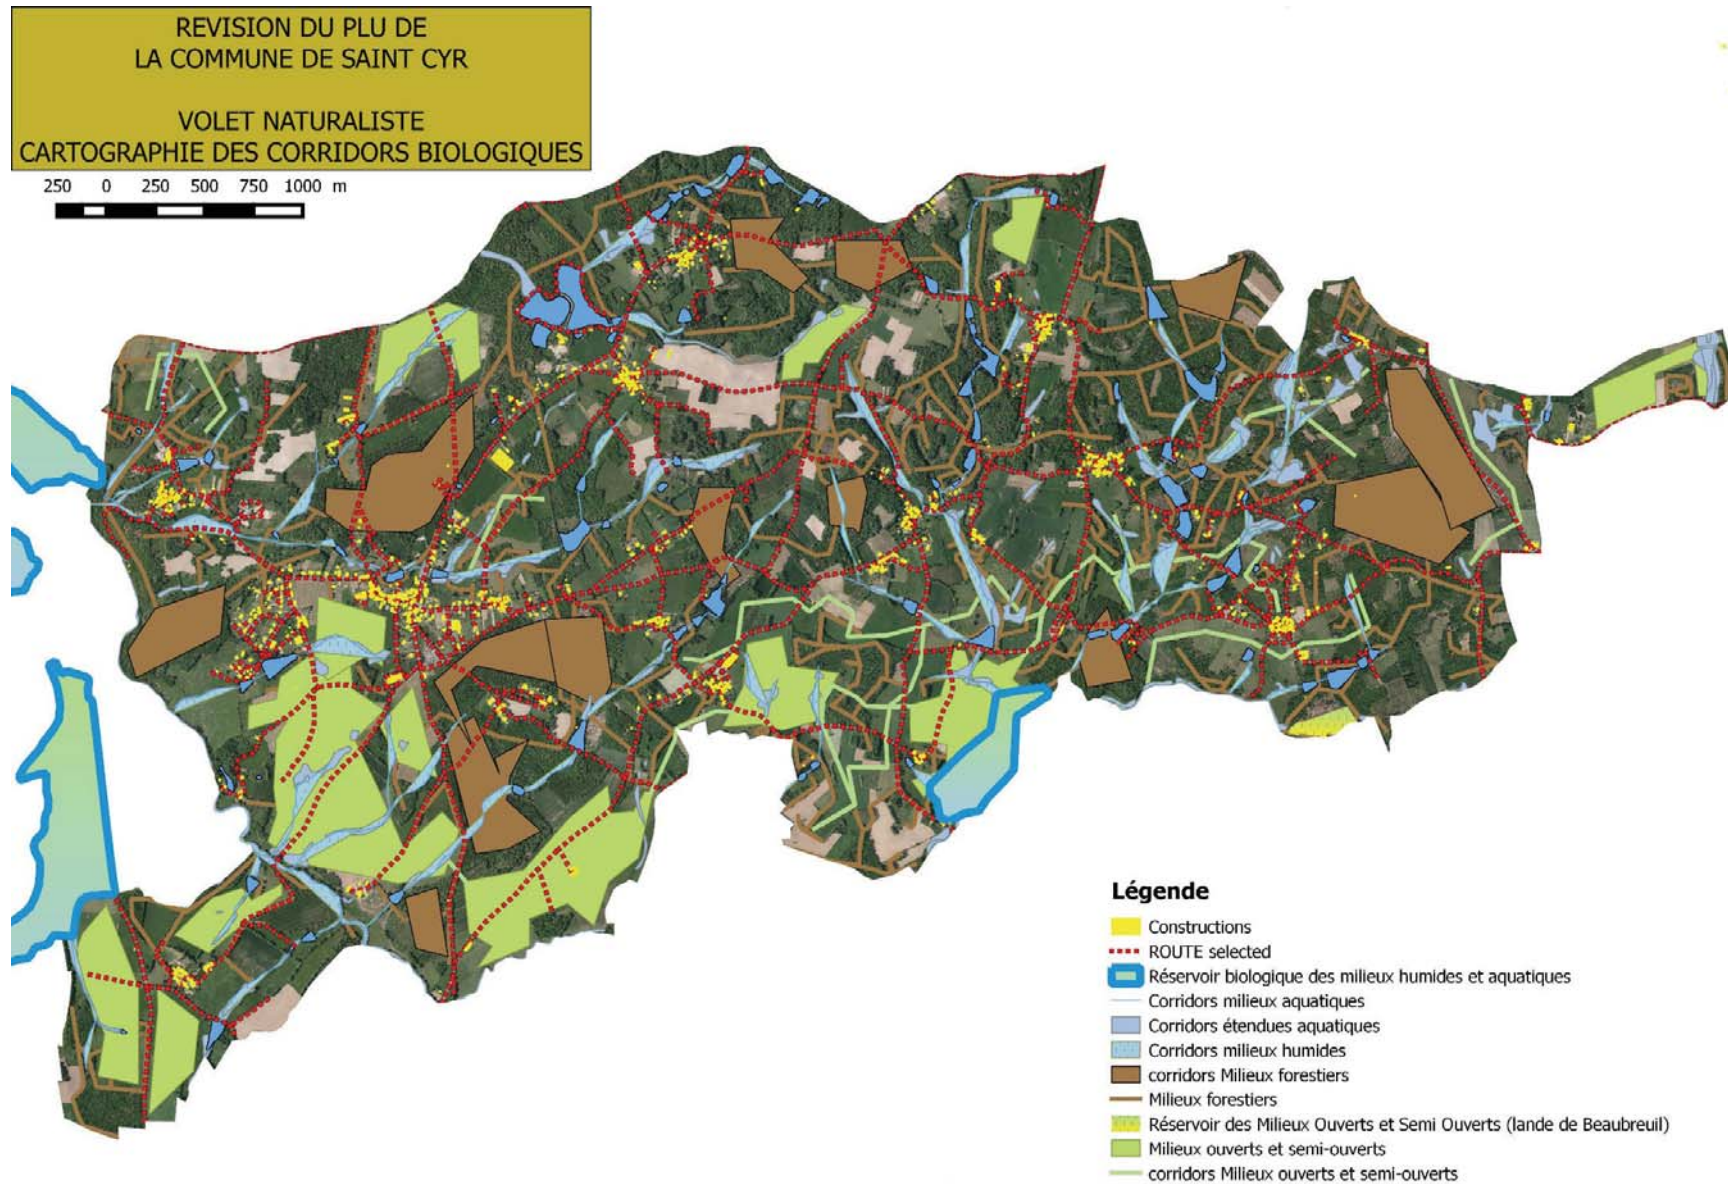 REVISION DU PLU DE
LA COMMUNE DE SAINT CYR
VOLET NATURALISTE
CARTOGRAPHIE DES CORRIDORS BIOLOGIQUES
250 0 250 500 750 1000 m
Légende
Constructions
ROUTE selected
Réservoir biologique des milieux humides et aquatiques
Corridors milieux aquatiques
Corridors étendues aquatiques
Corridors milieux humides
corridors Milieux forestiers
Milieux forestiers
Réservoir des Milieux Ouverts et Semi Ouverts (lande de Beaubreuil)
Milieux ouverts et semi-ouverts
corridors Milieux ouverts et semi-ouverts